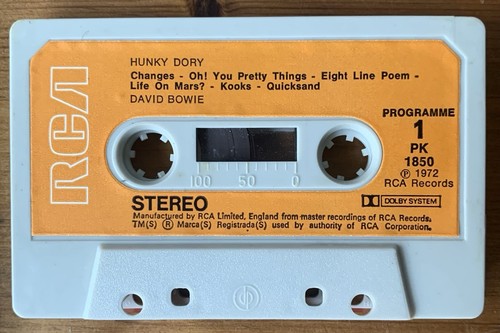 HUNKY DORY
Changes - Oh! You Pretty Things - Eight Line Poem -
Life On Mars? - Kooks - Quicksand
DAVID BOWIE
RCA
PROGRAMME
1
PK
1850
Ⓟ 1972
RCA Records
100 50 0
STEREO
DOLBY SYSTEM
Manufactured by RCA Limited, England from master recordings of RCA Records.
TM(S) ® Marca(s) Registrada(S) used by authority of RCA Corporation.